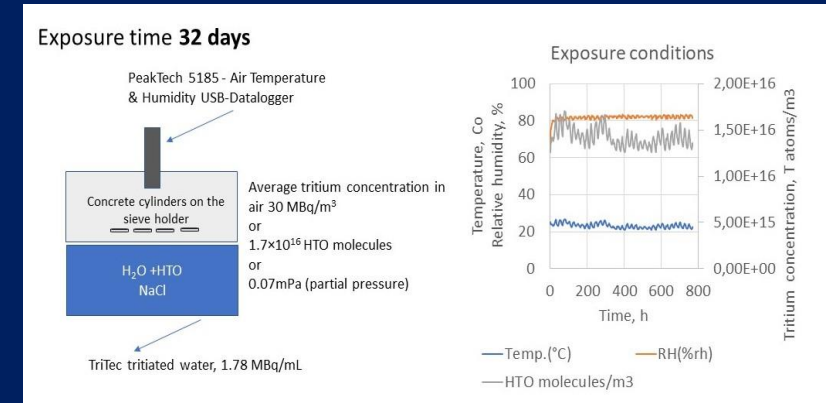 Exposure time 32 days
PeakTech 5185 - Air Temperature
& Humidity USB-Datalogger
Concrete cylinders on the
sieve holder
H₂O +HTO
NaCl
Average tritium concentration in
air 30 MBq/m³
or
1.7×10¹⁶ HTO molecules
or
0.07mPa (partial pressure)
TriTec tritiated water, 1.78 MBq/mL
Exposure conditions
Temperature, Co
Relative humidity, %
100
80
60
40
20
0
2,00E+16
1,50E+16
1,00E+16
5,00E+15
0,00E+00
Tritium concentration, T atoms/m3
0 200 400 600 800
Time, h
Temp.(°C)
RH(%rh)
HTO molecules/m3